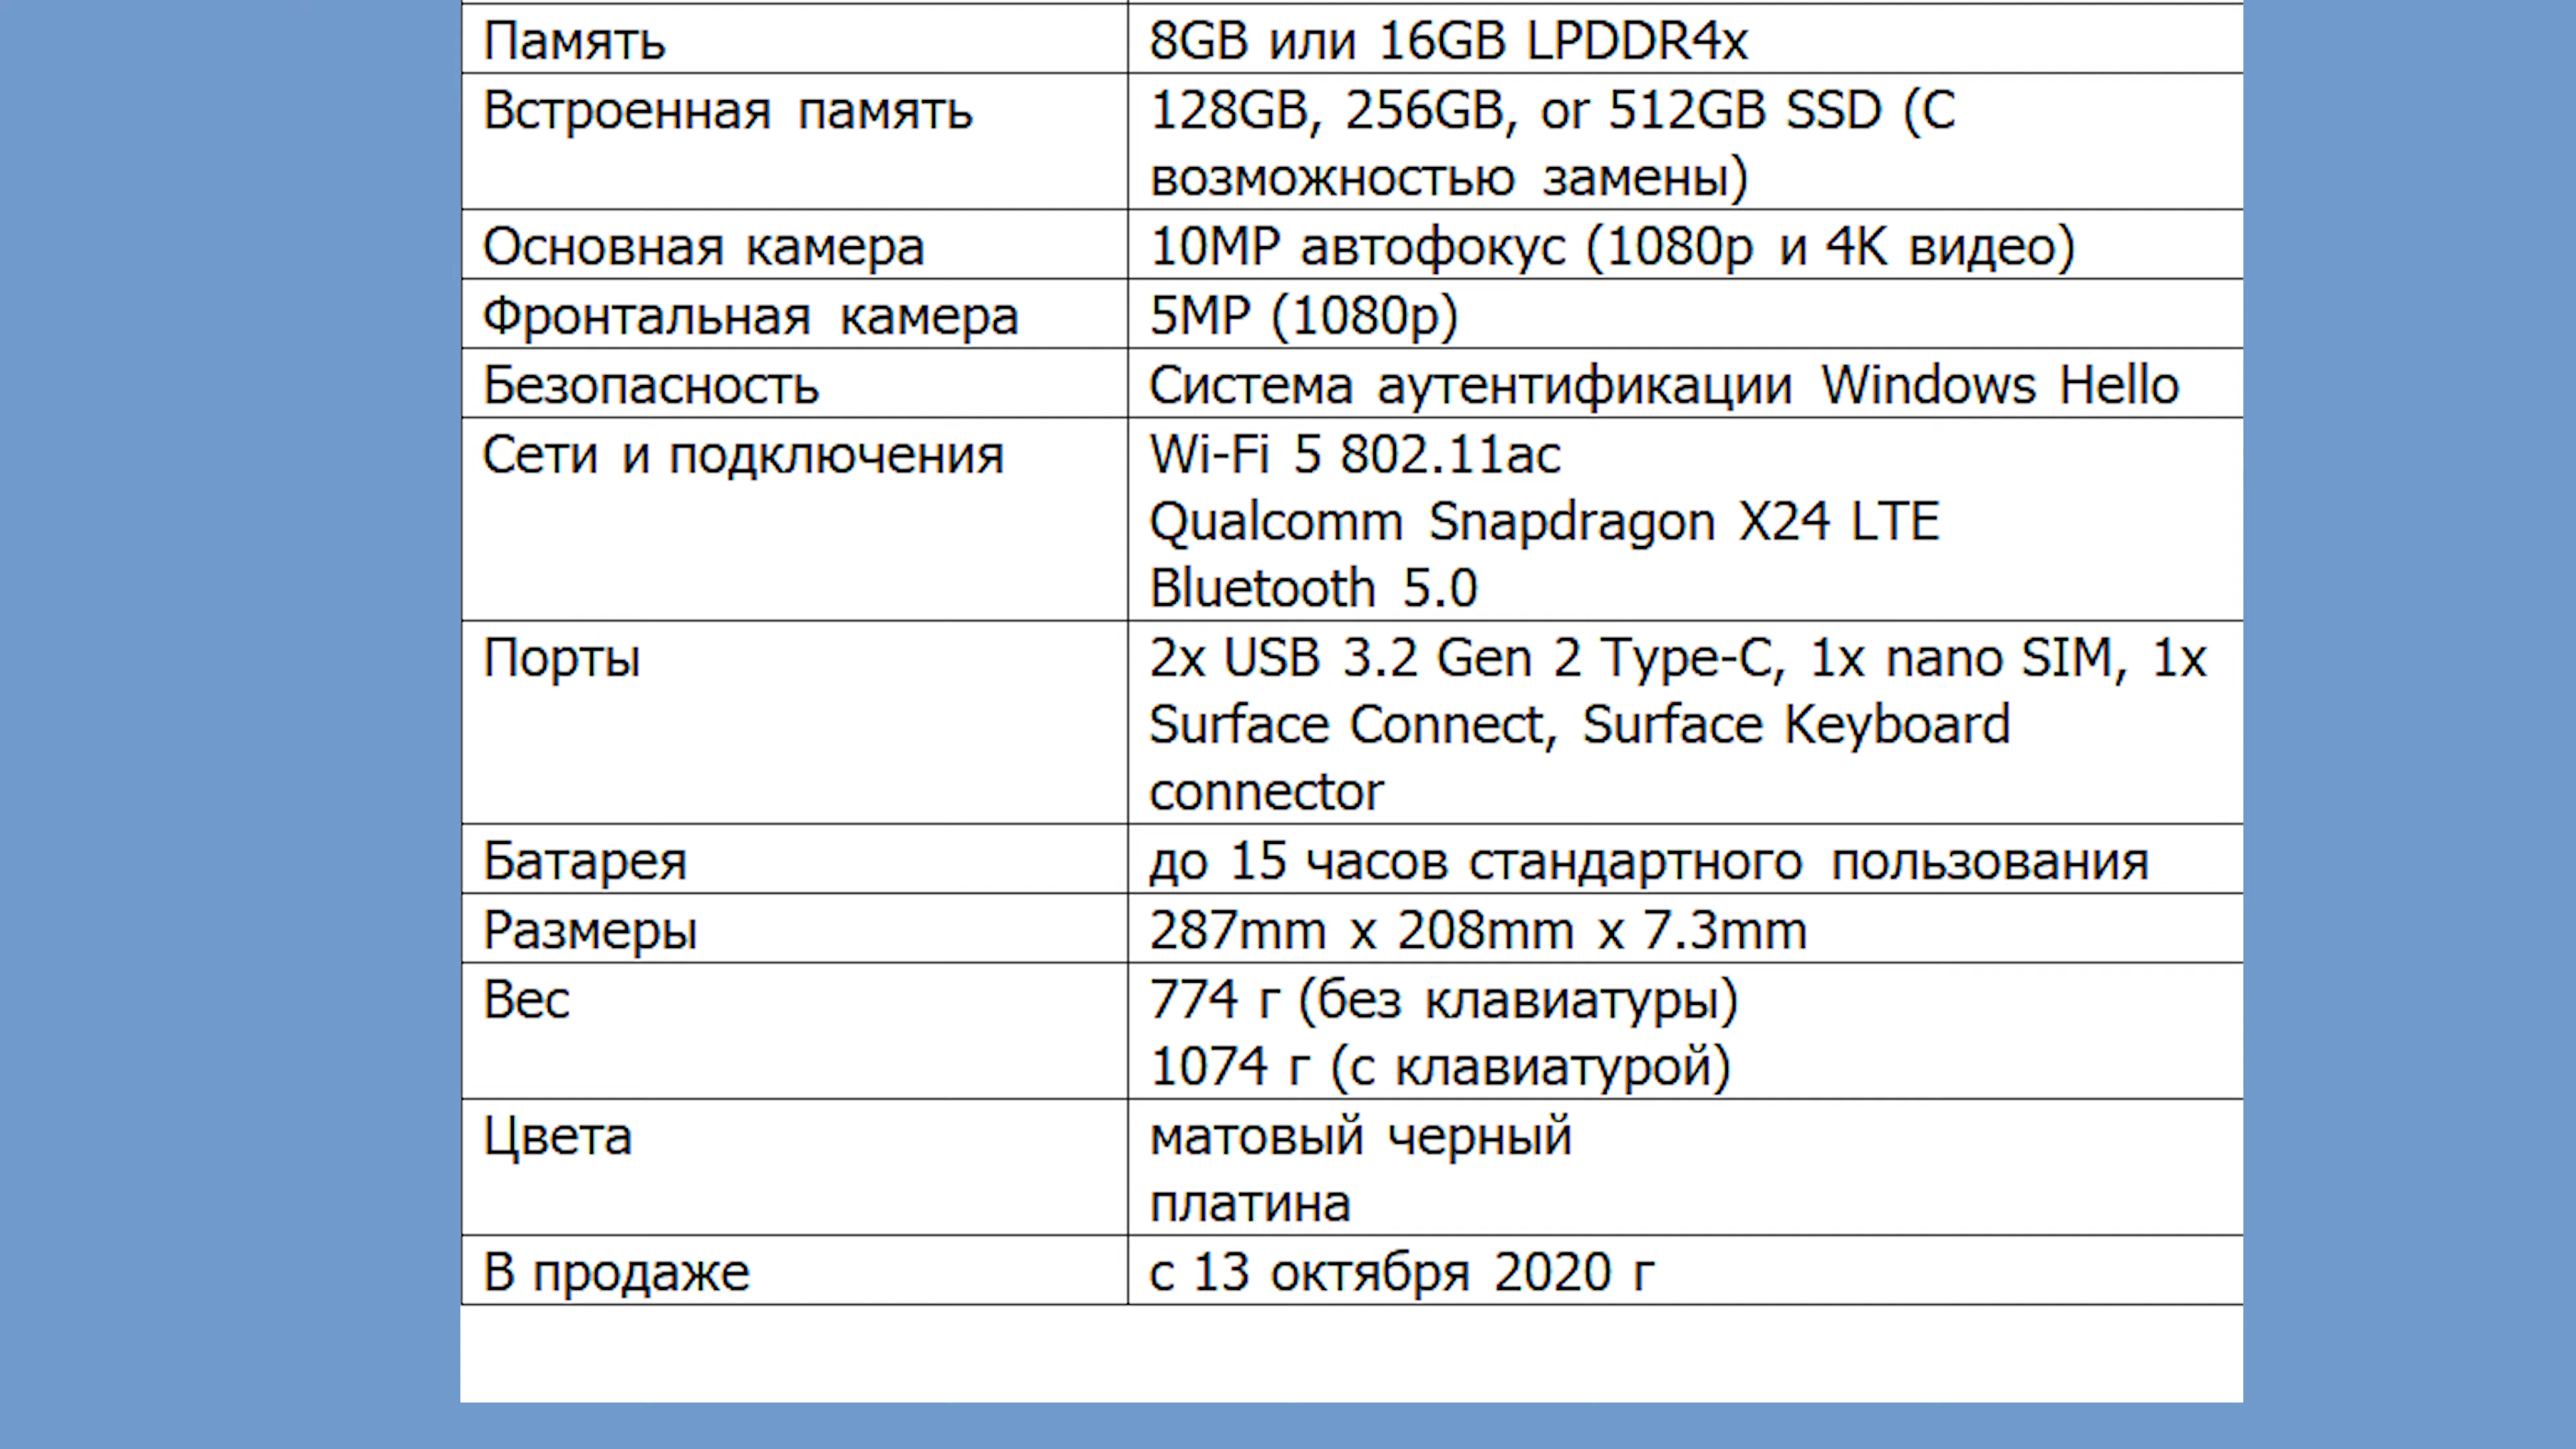 Память 8GB или 16GB LPDDR4x
Встроенная память 128GB, 256GB, or 512GB SSD (С
возможностью замены)
Основная камера 10MP автофокус (1080p и 4K видео)
Фронтальная камера 5MP (1080p)
Безопасность Система аутентификации Windows Hello
Сети и подключения Wi-Fi 5 802.11ac
Qualcomm Snapdragon X24 LTE
Bluetooth 5.0
Порты 2x USB 3.2 Gen 2 Type-C, 1x nano SIM, 1x
Surface Connect, Surface Keyboard
connector
Батарея до 15 часов стандартного пользования
Размеры 287mm x 208mm x 7.3mm
Вес 774 г (без клавиатуры)
1074 г (с клавиатурой)
Цвета матовый черный
платина
В продаже с 13 октября 2020 г